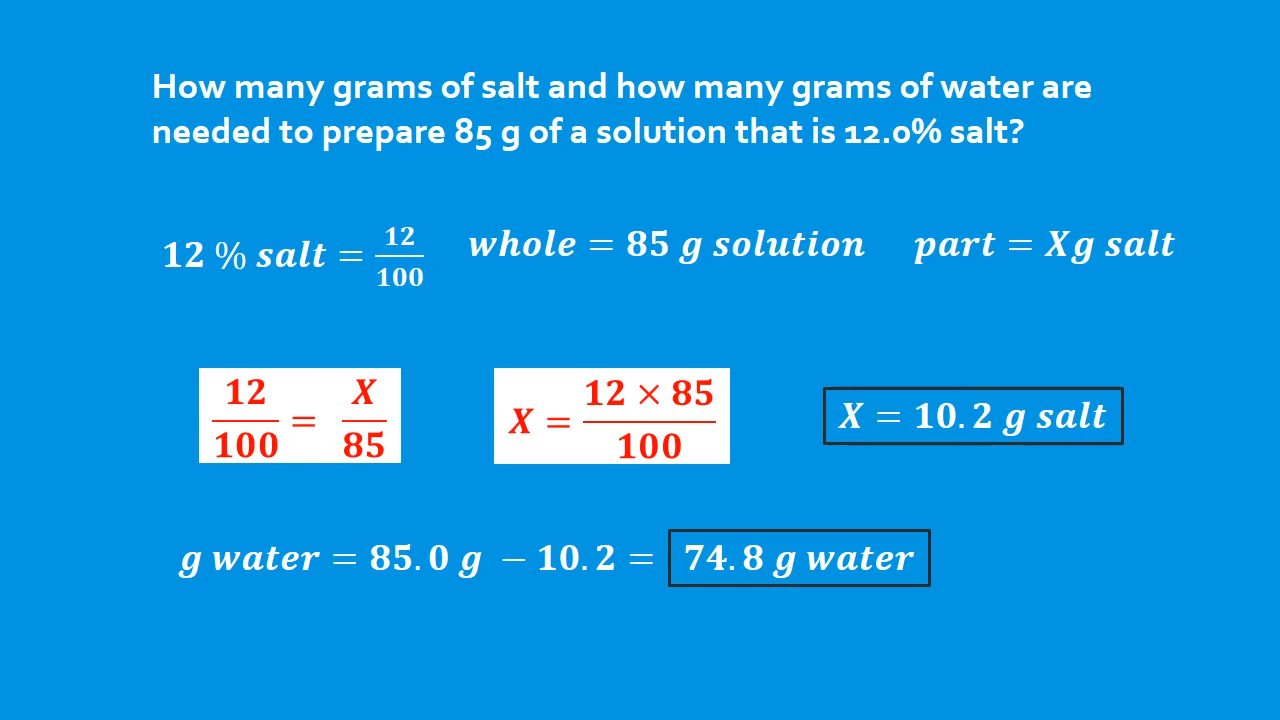 How many grams of salt and how many grams of water are
needed to prepare 85 g of a solution that is 12.0% salt?
12 % salt = 12/100 whole = 85 g solution part = Xg salt
12/100 = X/85 X = 12 × 85/100 X = 10.2 g salt
g water = 85.0 g − 10.2 = 74.8 g water